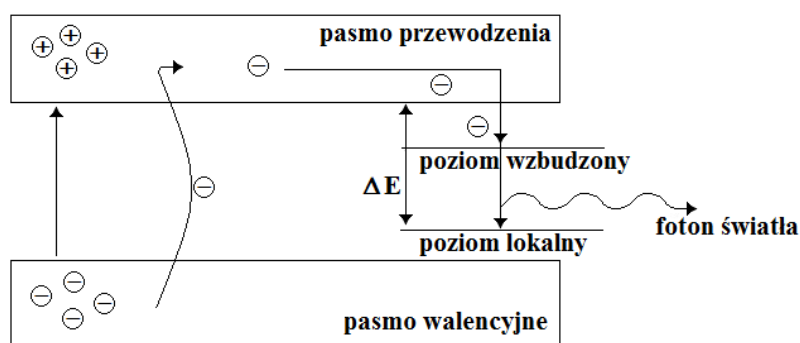 pasmo przewodzenia
poziom wzbudzony
ΔE
foton światła
poziom lokalny
pasmo walencyjne